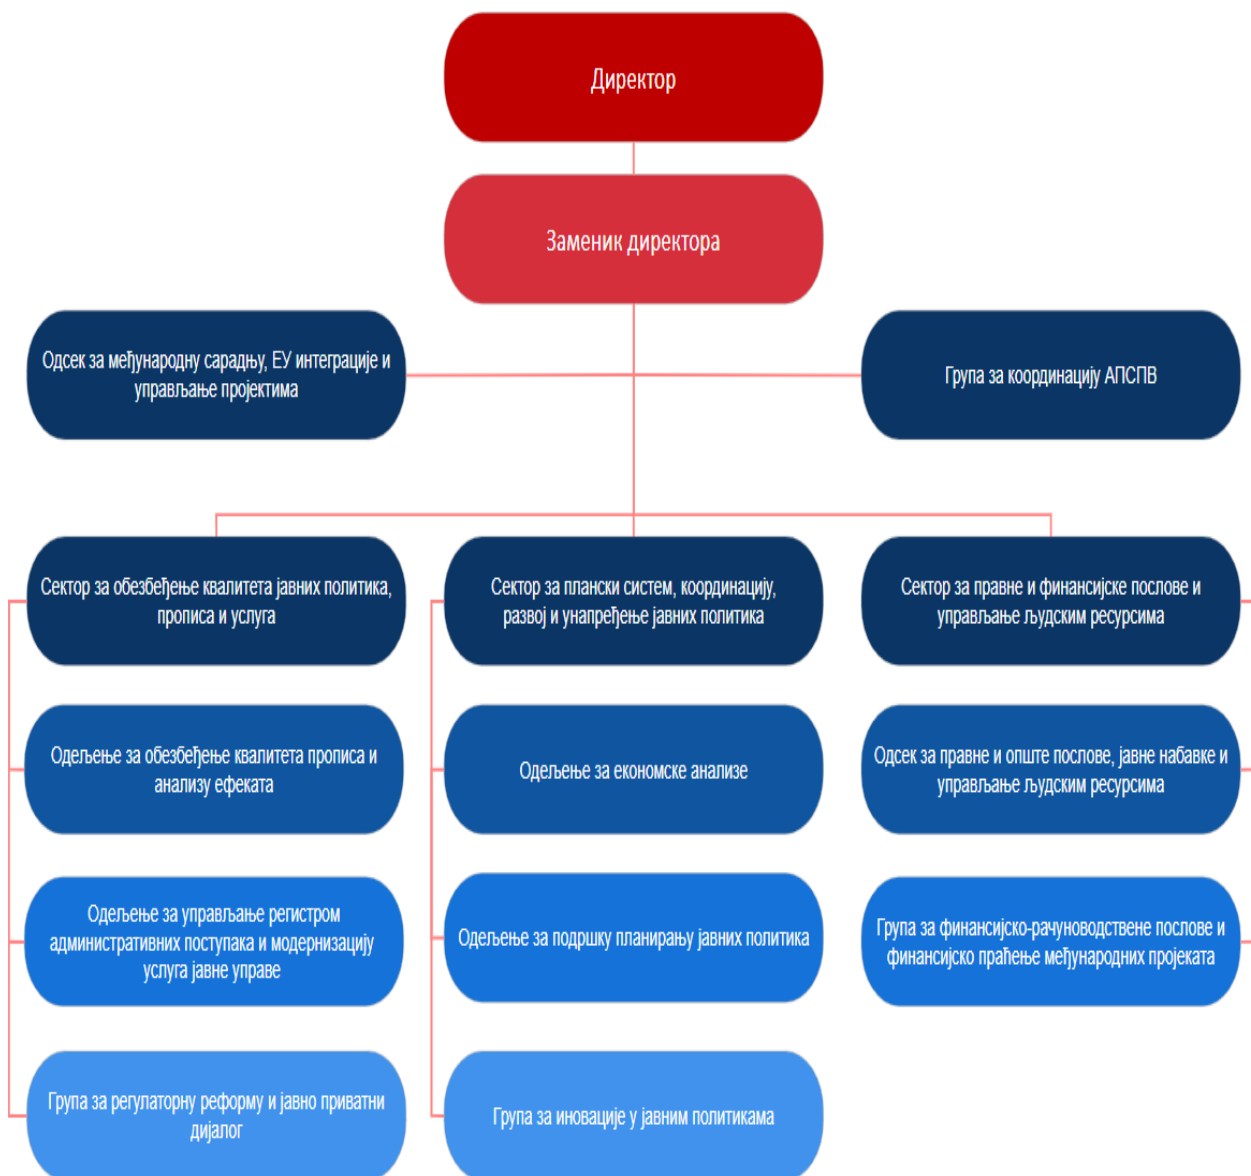 Директор
Заменик директора
Одсек за међународну сарадњу, ЕУ интеграције и
управљање пројектима
Група за координацију АПСПВ
Сектор за обезбеђење квалитета јавних политика,
прописа и услуга
Сектор за плански систем, координацију,
развој и унапређење јавних политика
Сектор за правне и финансијске послове и
управљање људским ресурсима
Одељење за обезбеђење квалитета прописа и
анализу ефеката
Одељење за економске анализе
Одсек за правне и опште послове, јавне набавке и
управљање људским ресурсима
Одељење за управљање регистром
административних поступака и модернизацију
услуга јавне управе
Одељење за подршку планирању јавних политика
Група за финансијско-рачуноводствене послове и
финансијско праћење међународних пројеката
Група за регулаторну реформу и јавно приватни
дијалог
Група за иновације у јавним политикама